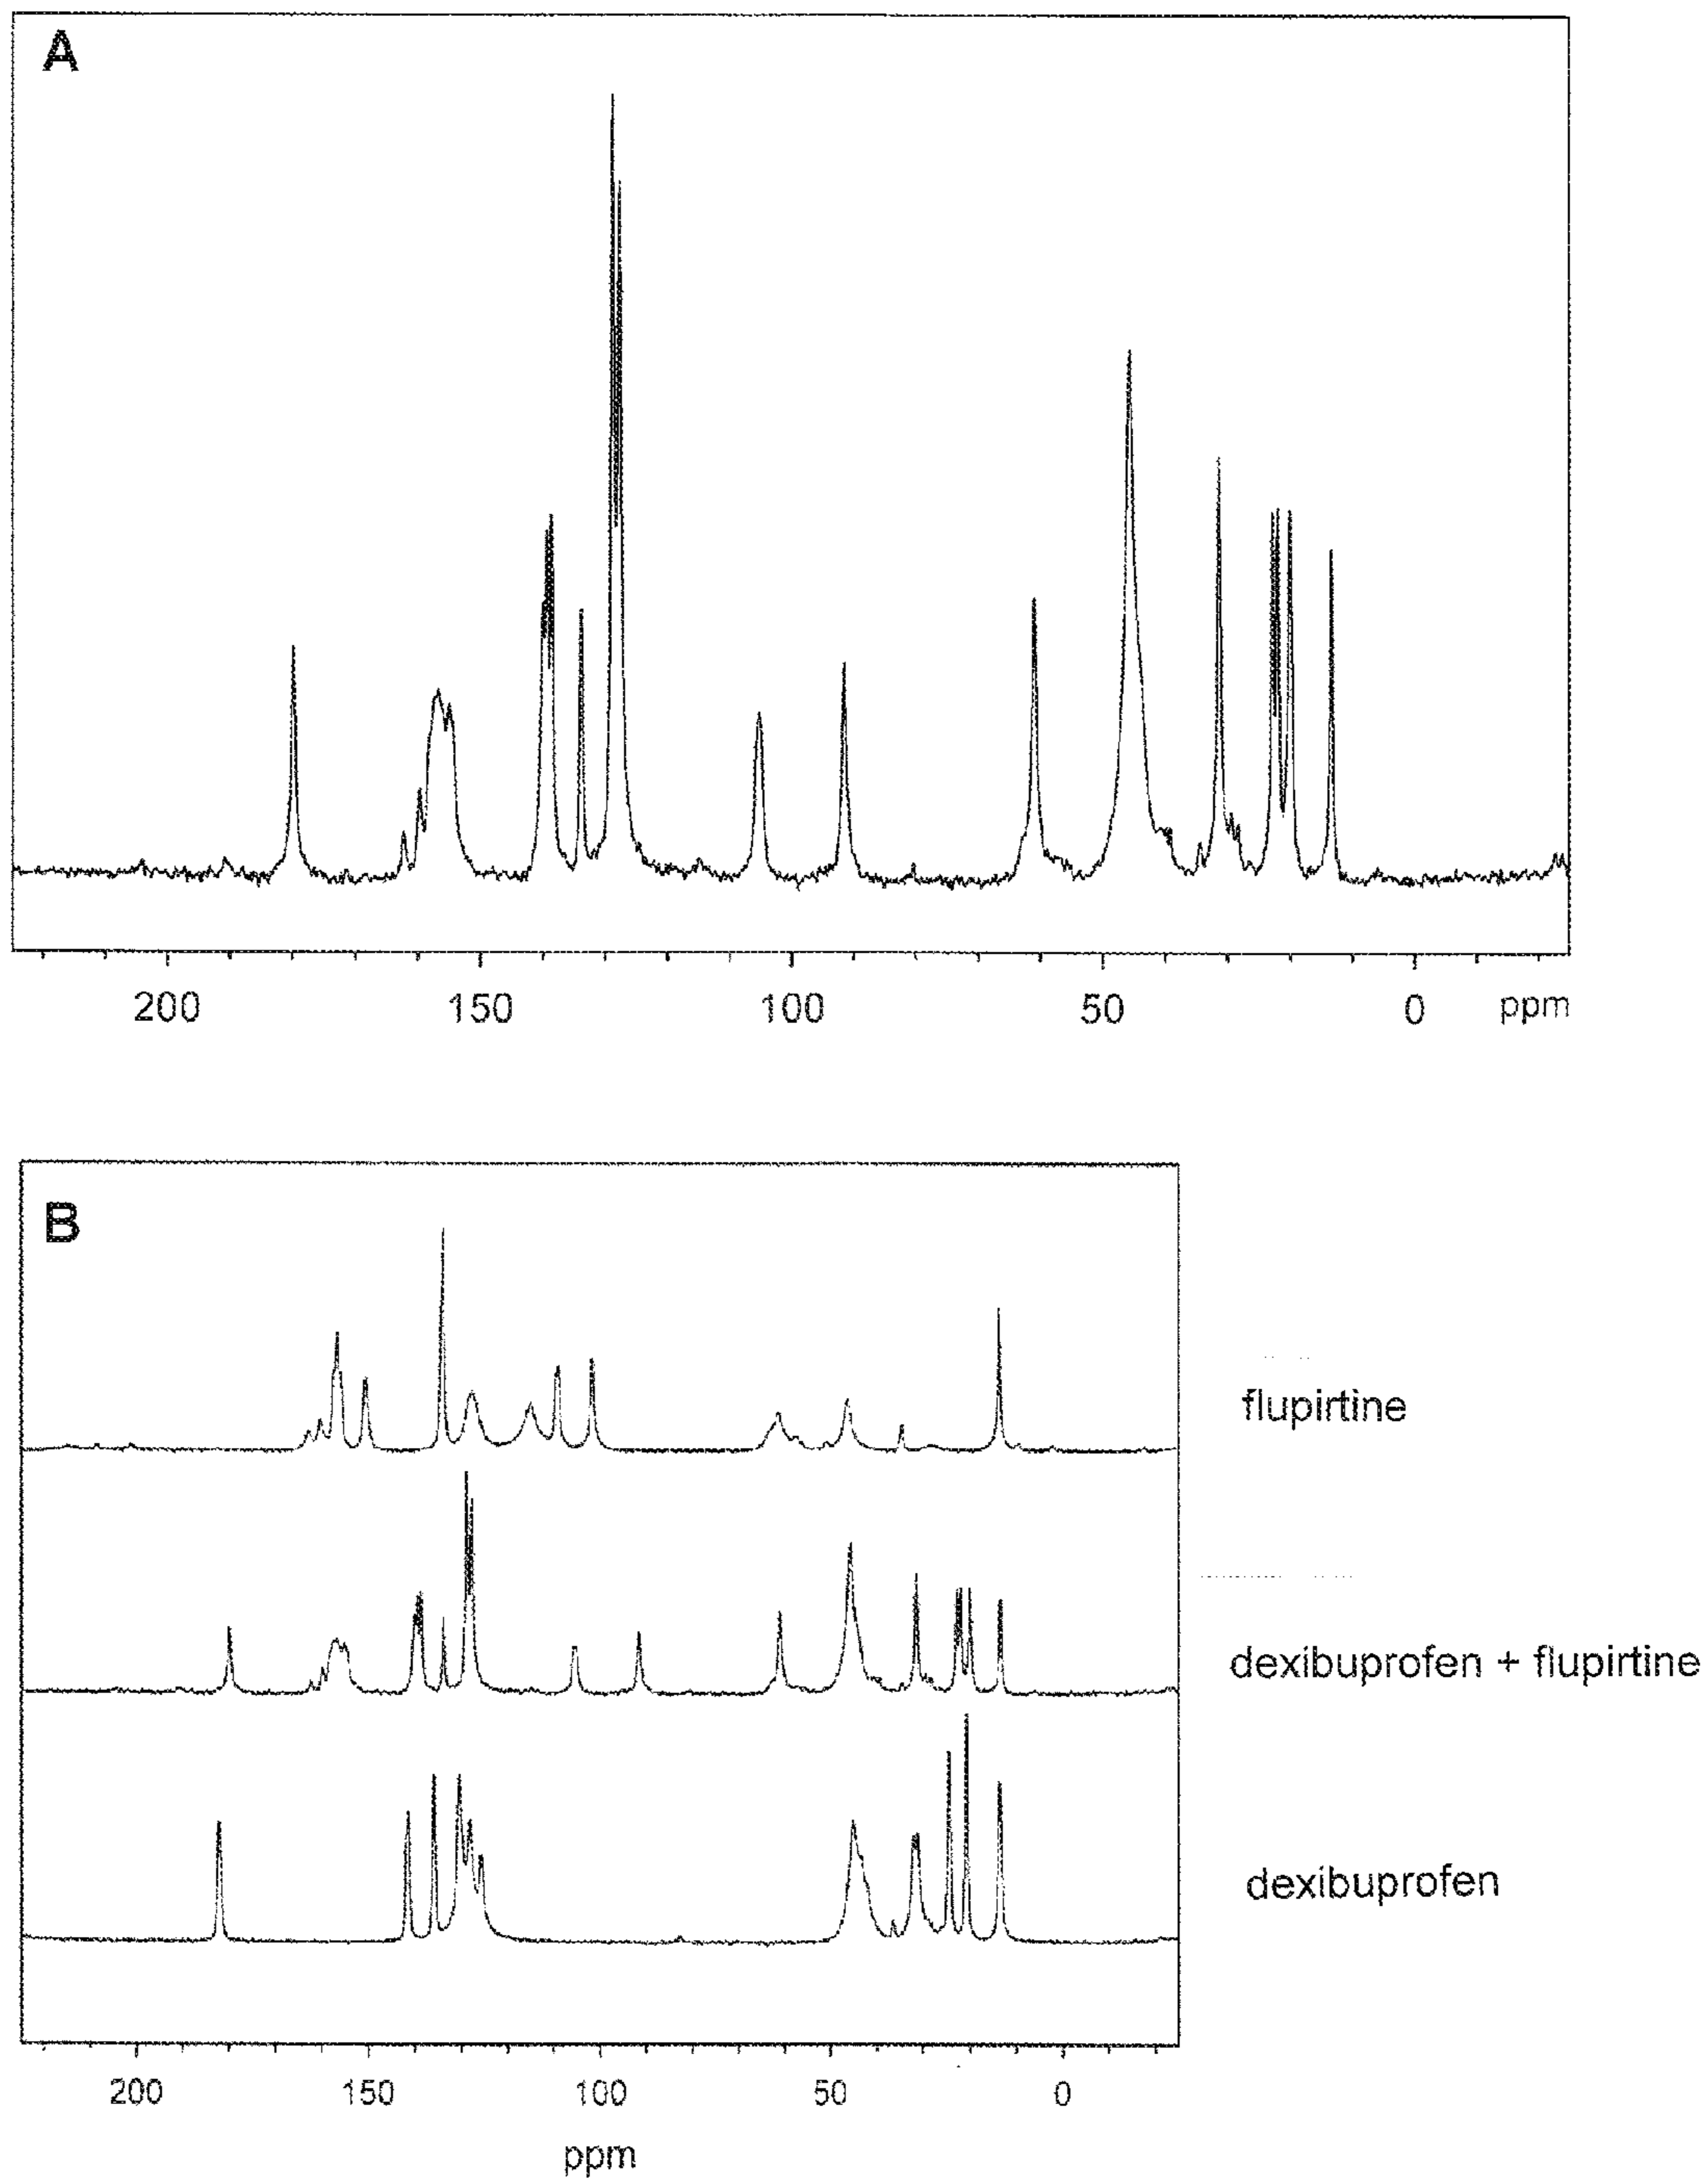 A
200 150 100 50 0 ppm
B
flupirtine
dexibuprofen + flupirtine
dexibuprofen
200 150 100 50 0
ppm